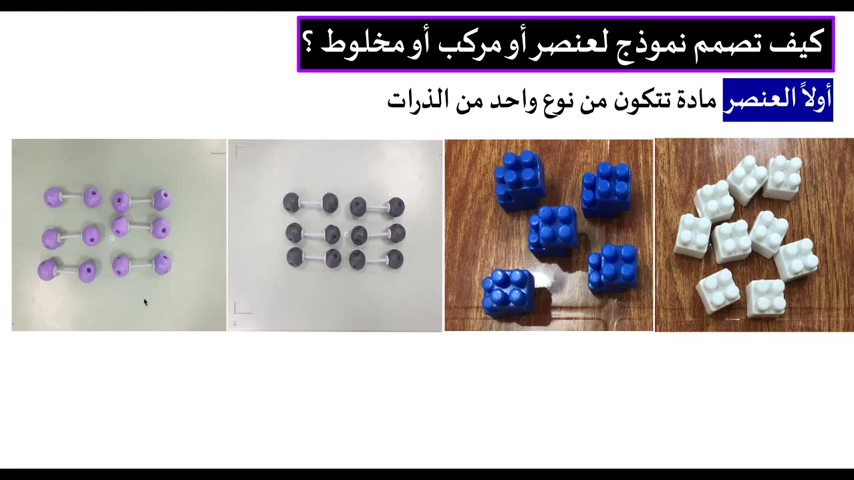 كيف تصمم نموذج لعنصر أو مركب أو مخلوط ؟
أولاً العنصر مادة تتكون من نوع واحد من الذرات